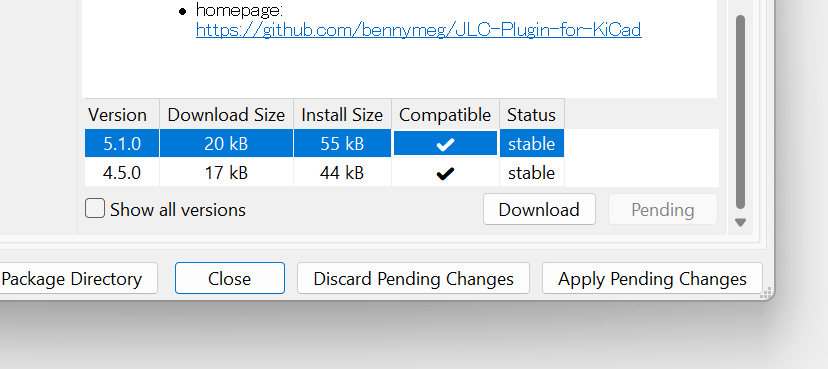 homepage:
https://github.com/bennymeg/JLC-Plugin-for-KiCad
Version Download Size Install Size Compatible Status
5.1.0 20 kB 55 kB ✔ stable
4.5.0 17 kB 44 kB ✔ stable
Show all versions Download Pending
Package Directory Close Discard Pending Changes Apply Pending Changes